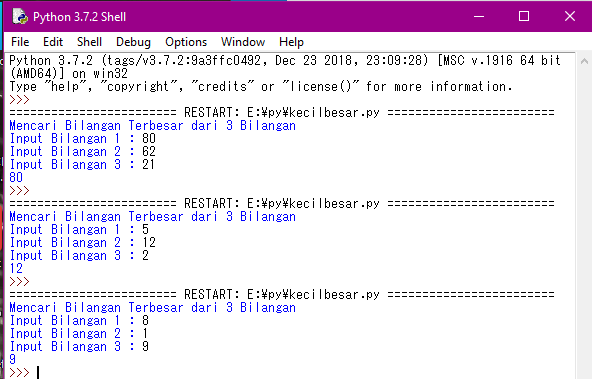 Python 3.7.2 Shell
File Edit Shell Debug Options Window Help
Python 3.7.2 (tags/v3.7.2:9a3ffc0492, Dec 23 2018, 23:09:28) [MSC v.1916 64 bit
(AMD64)] on win32
Type "help", "copyright", "credits" or "license()" for more information.
>>>
======================== RESTART: E:¥py¥kecilbesar.py ========================
Mencari Bilangan Terbesar dari 3 Bilangan
Input Bilangan 1 : 80
Input Bilangan 2 : 62
Input Bilangan 3 : 21
80
>>>
======================== RESTART: E:¥py¥kecilbesar.py ========================
Mencari Bilangan Terbesar dari 3 Bilangan
Input Bilangan 1 : 5
Input Bilangan 2 : 12
Input Bilangan 3 : 2
12
>>>
======================== RESTART: E:¥py¥kecilbesar.py ========================
Mencari Bilangan Terbesar dari 3 Bilangan
Input Bilangan 1 : 8
Input Bilangan 2 : 1
Input Bilangan 3 : 9
9
>>>